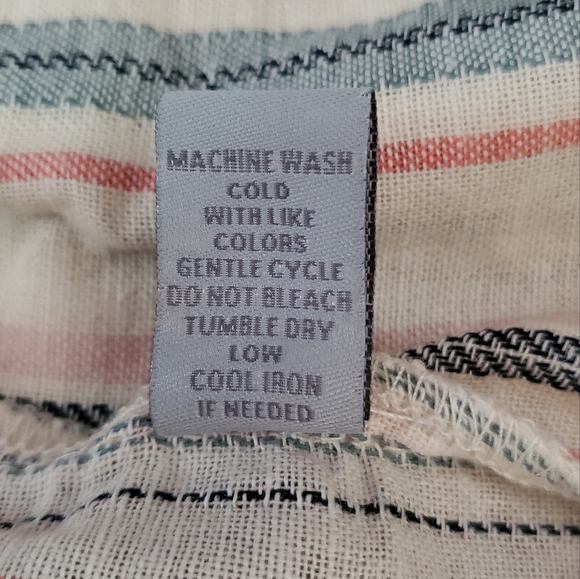 MACHINE WASH
COLD
WITH LIKE
COLORS
GENTLE CYCLE
DO NOT BLEACH
TUMBLE DRY
LOW
COOL IRON
IF NEEDED